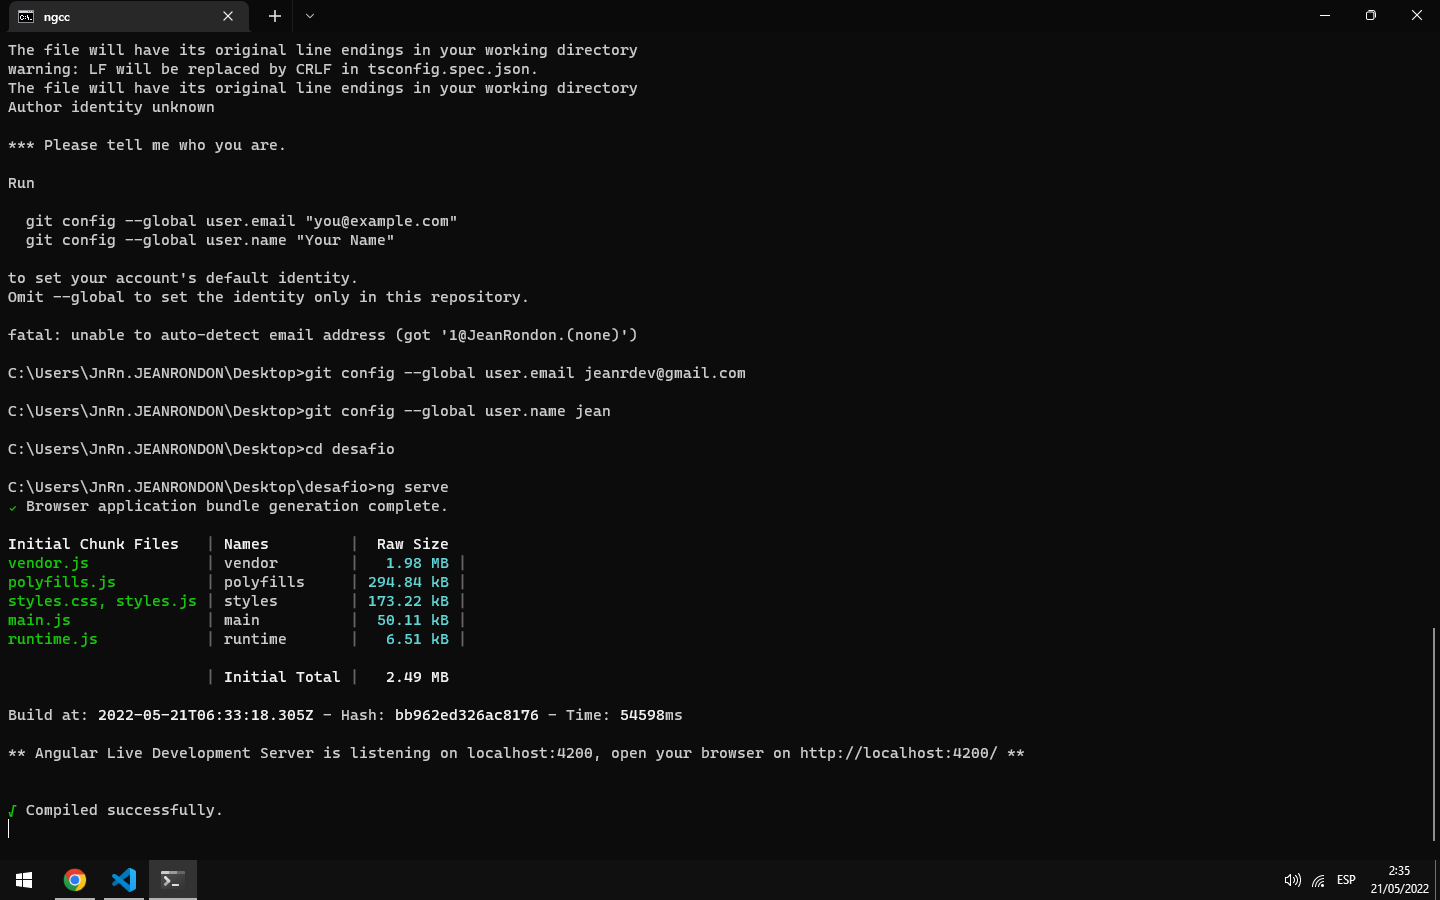 ngcc
The file will have its original line endings in your working directory
warning: LF will be replaced by CRLF in tsconfig.spec.json.
The file will have its original line endings in your working directory
Author identity unknown
*** Please tell me who you are.
Run
git config --global user.email "you@example.com"
git config --global user.name "Your Name"
to set your account's default identity.
Omit --global to set the identity only in this repository.
fatal: unable to auto-detect email address (got '1@JeanRondon.(none)')
C:\Users\JnRn.JEANRONDON\Desktop>git config --global user.email jeanrdev@gmail.com
C:\Users\JnRn.JEANRONDON\Desktop>git config --global user.name jean
C:\Users\JnRn.JEANRONDON\Desktop>cd desafio
C:\Users\JnRn.JEANRONDON\Desktop\desafio>ng serve
✓ Browser application bundle generation complete.
Initial Chunk Files | Names | Raw Size
vendor.js | vendor | 1.98 MB |
polyfills.js | polyfills | 294.84 kB |
styles.css, styles.js | styles | 173.22 kB |
main.js | main | 50.11 kB |
runtime.js | runtime | 6.51 kB |
| Initial Total | 2.49 MB
Build at: 2022-05-21T06:33:18.305Z - Hash: bb962ed326ac8176 - Time: 54598ms
** Angular Live Development Server is listening on localhost:4200, open your browser on http://localhost:4200/ **
√ Compiled successfully.
ESP
2:35
21/05/2022